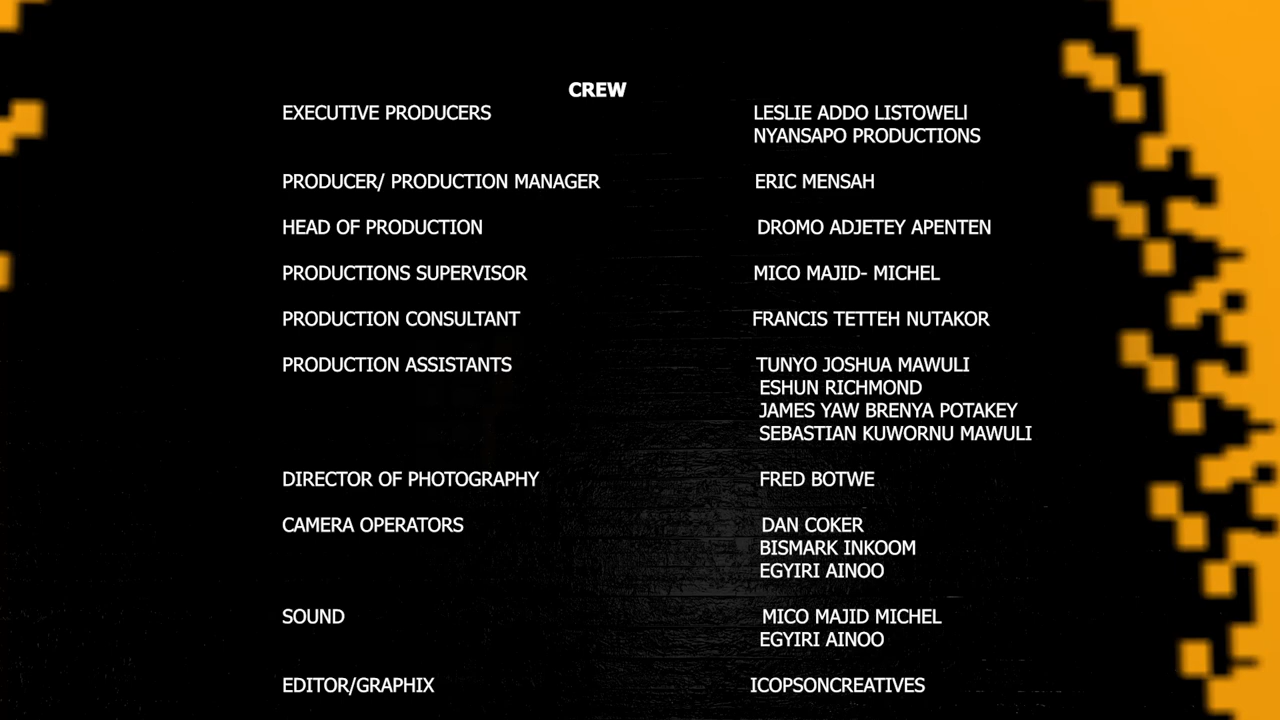 CREW
EXECUTIVE PRODUCERS LESLIE ADDO LISTOWELl
NYANSAPO PRODUCTIONS
PRODUCER/ PRODUCTION MANAGER ERIC MENSAH
HEAD OF PRODUCTION DROMO ADJETEY APENTEN
PRODUCTIONS SUPERVISOR MICO MAJID- MICHEL
PRODUCTION CONSULTANT FRANCIS TETTEH NUTAKOR
PRODUCTION ASSISTANTS TUNYO JOSHUA MAWULI
ESHUN RICHMOND
JAMES YAW BRENYA POTAKEY
SEBASTIAN KUWORNU MAWULI
DIRECTOR OF PHOTOGRAPHY FRED BOTWE
CAMERA OPERATORS DAN COKER
BISMARK INKOOM
EGYIRI AINOO
SOUND MICO MAJID MICHEL
EGYIRI AINOO
EDITOR/GRAPHIX ICOPSONCREATIVES